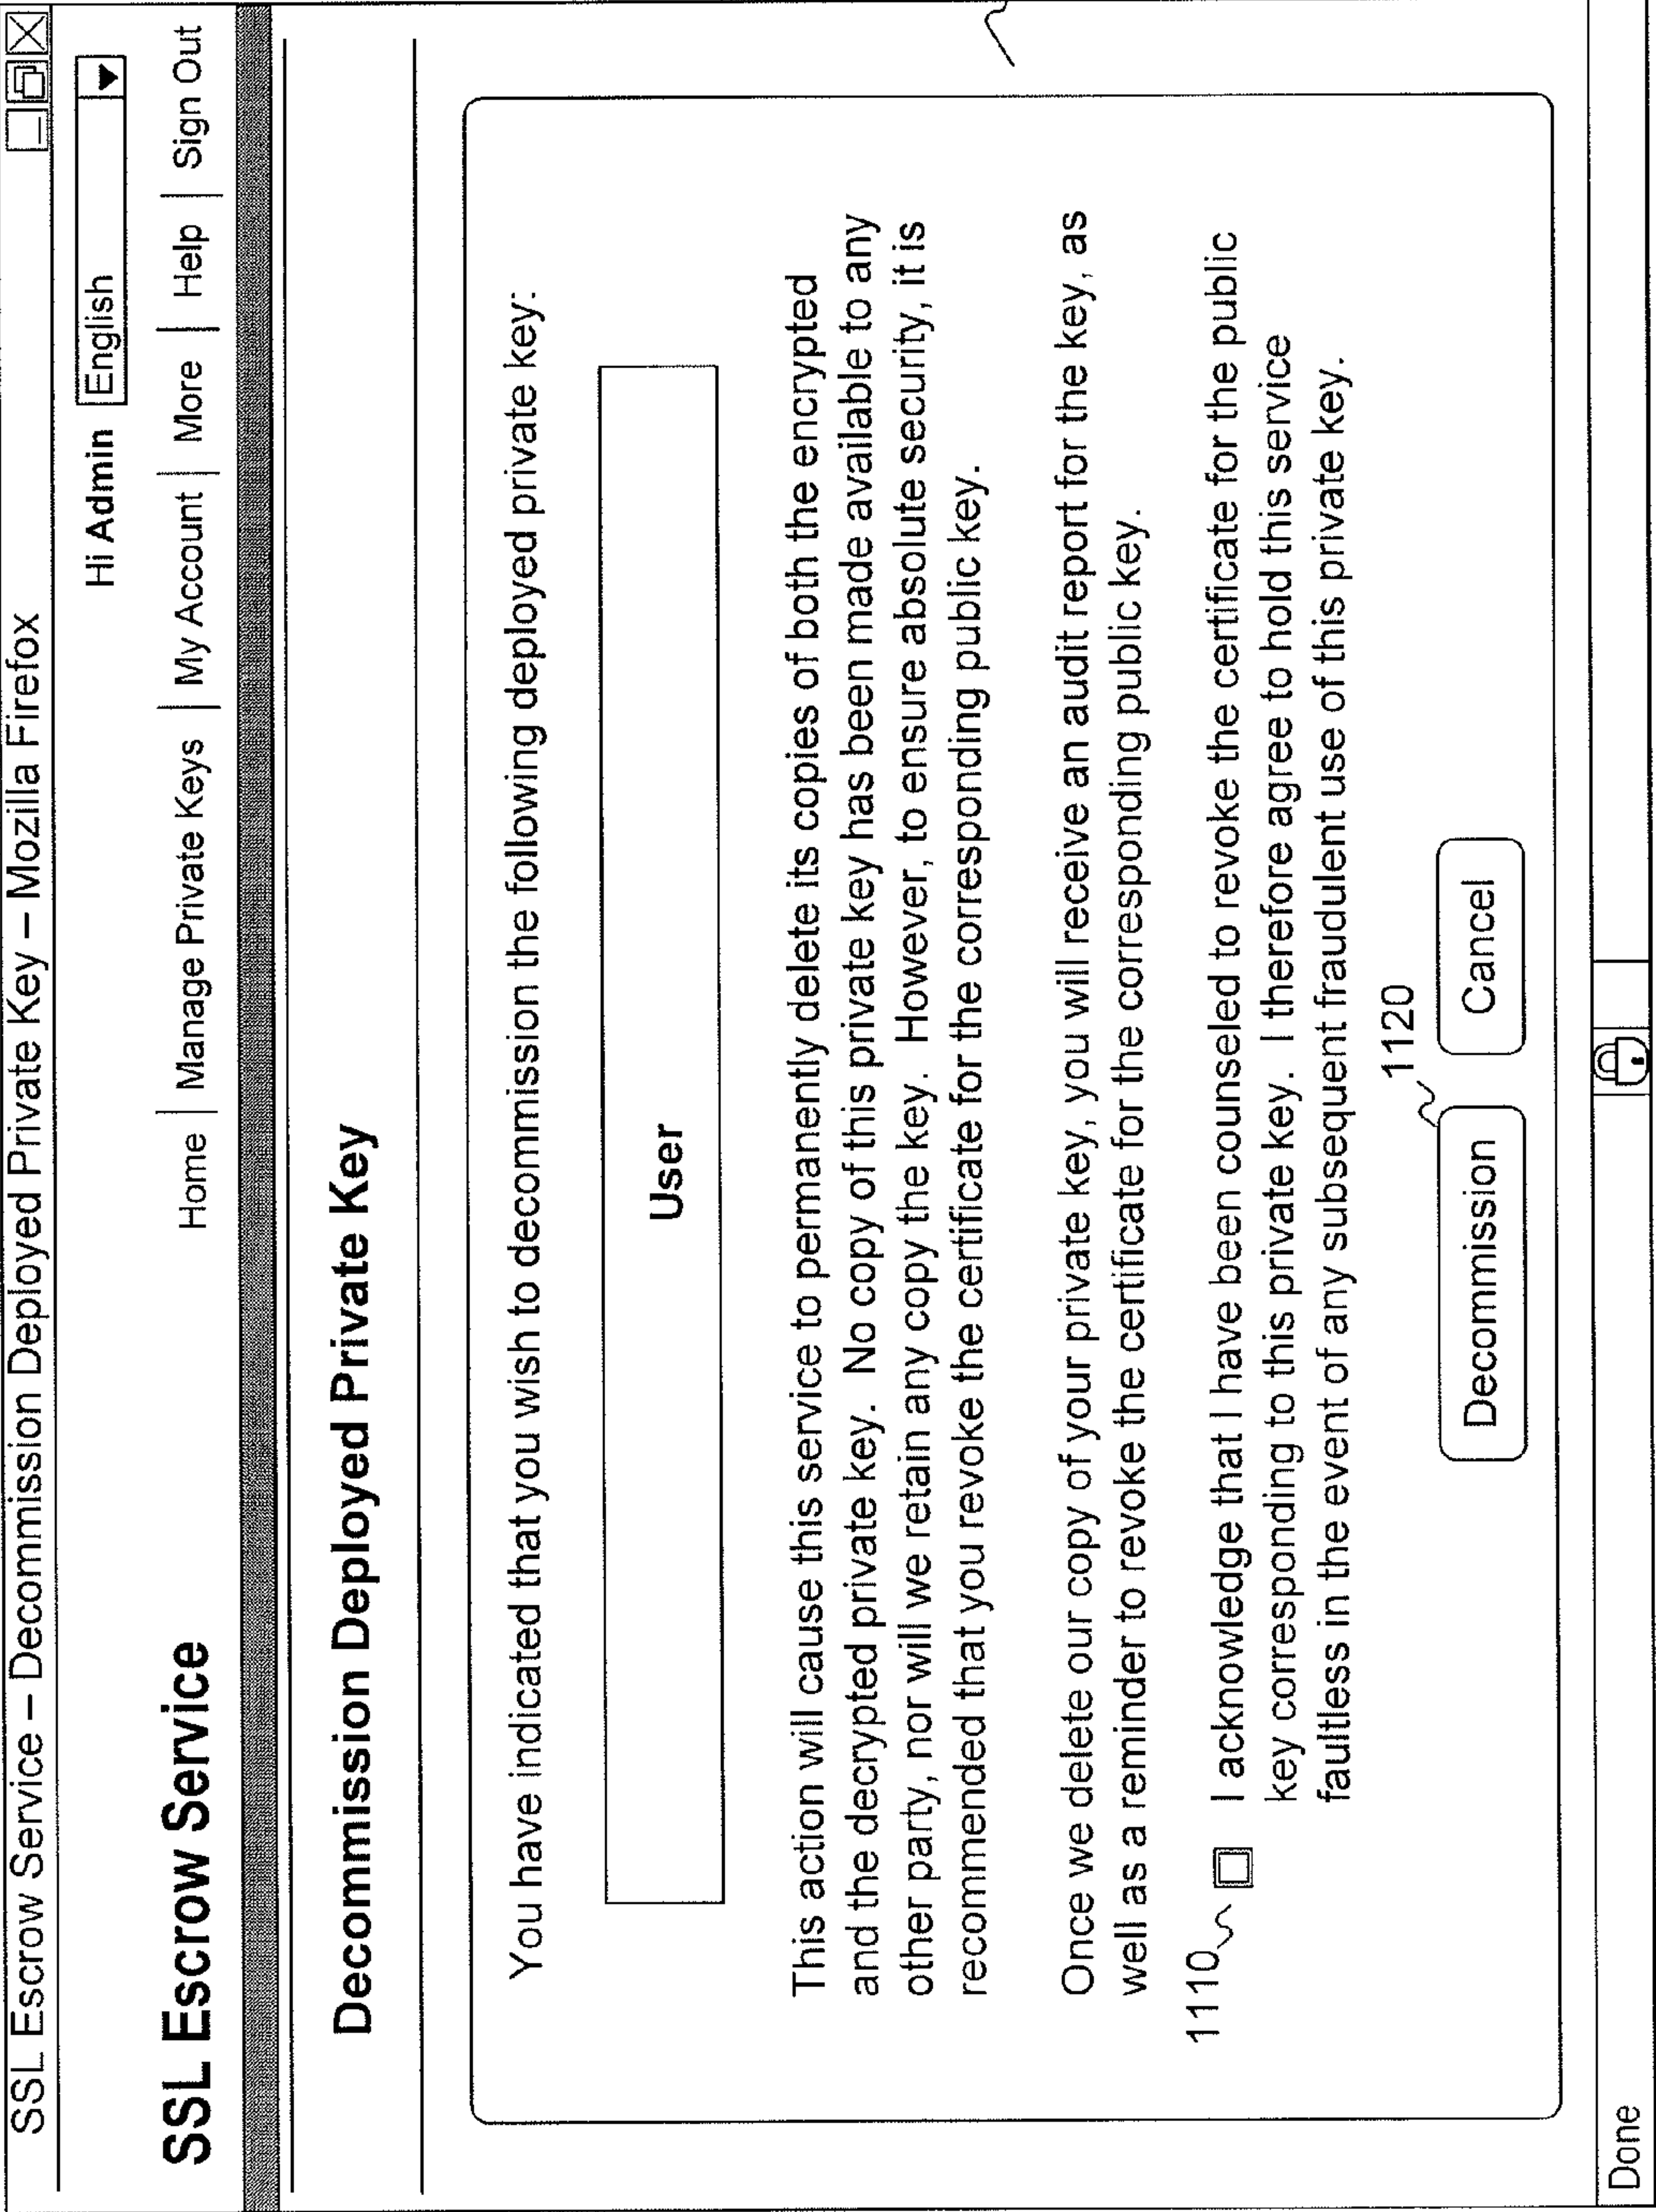 SSL Escrow Service – Decommission Deployed Private Key – Mozilla Firefox
Hi Admin English
SSL Escrow Service
Home | Manage Private Keys | My Account | More | Help | Sign Out
Decommission Deployed Private Key
You have indicated that you wish to decommission the following deployed private key:
User
This action will cause this service to permanently delete its copies of both the encrypted
and the decrypted private key. No copy of this private key has been made available to any
other party, nor will we retain any copy the key. However, to ensure absolute security, it is
recommended that you revoke the certificate for the corresponding public key.
Once we delete our copy of your private key, you will receive an audit report for the key, as
well as a reminder to revoke the certificate for the corresponding public key.
1110
I acknowledge that I have been counseled to revoke the certificate for the public
key corresponding to this private key. I therefore agree to hold this service
faultless in the event of any subsequent fraudulent use of this private key.
1120
Decommission Cancel
Done